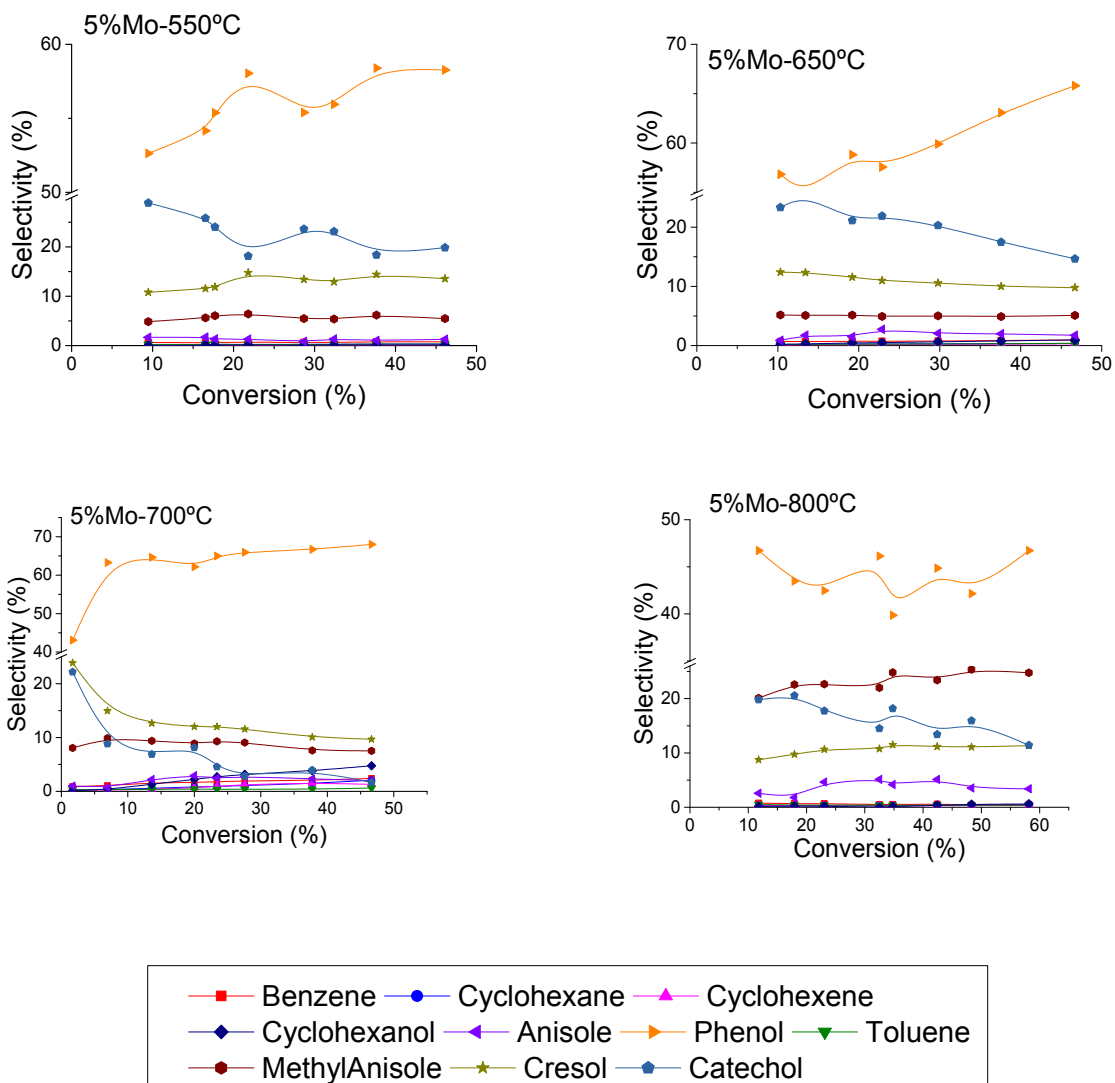 5%Mo-550ºC
60
50
20
10
0
Selectivity (%)
0 10 20 30 40 50
Conversion (%)
5%Mo-650ºC
70
60
20
10
0
Selectivity (%)
0 10 20 30 40 50
Conversion (%)
5%Mo-700ºC
70
60
50
40
20
10
0
Selectivity (%)
0 10 20 30 40 50
Conversion (%)
5%Mo-800ºC
50
40
20
10
0
Selectivity (%)
0 10 20 30 40 50 60
Conversion (%)
Benzene Cyclohexane Cyclohexene
Cyclohexanol Anisole Phenol Toluene
MethylAnisole Cresol Catechol